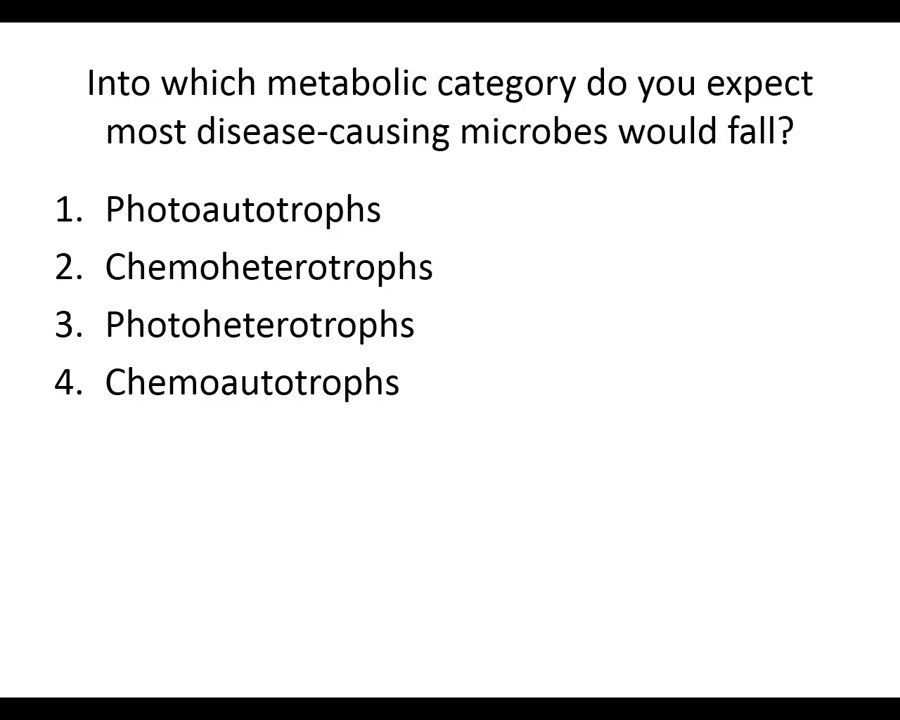 Into which metabolic category do you expect
most disease-causing microbes would fall?
1. Photoautotrophs
2. Chemoheterotrophs
3. Photoheterotrophs
4. Chemoautotrophs